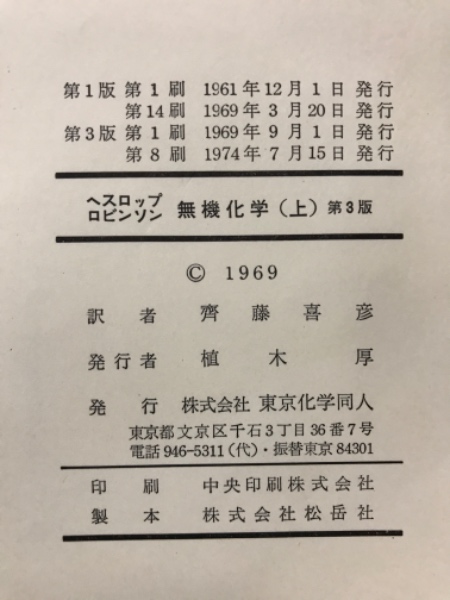 第1版 第1刷 1961年12月1日 発行
第14刷 1969年3月20日 発行
第3版 第1刷 1969年9月1日 発行
第8刷 1974年7月15日 発行
ヘスロップ
ロビンソン 無機化学(上) 第3版
© 1969
訳者 齊藤喜彦
発行者 植木厚
発行 株式会社 東京化学同人
東京都文京区千石3丁目36番7号
電話 946-5311(代)・振替東京 84301
印刷 中央印刷株式会社
製本 株式会社松岳社